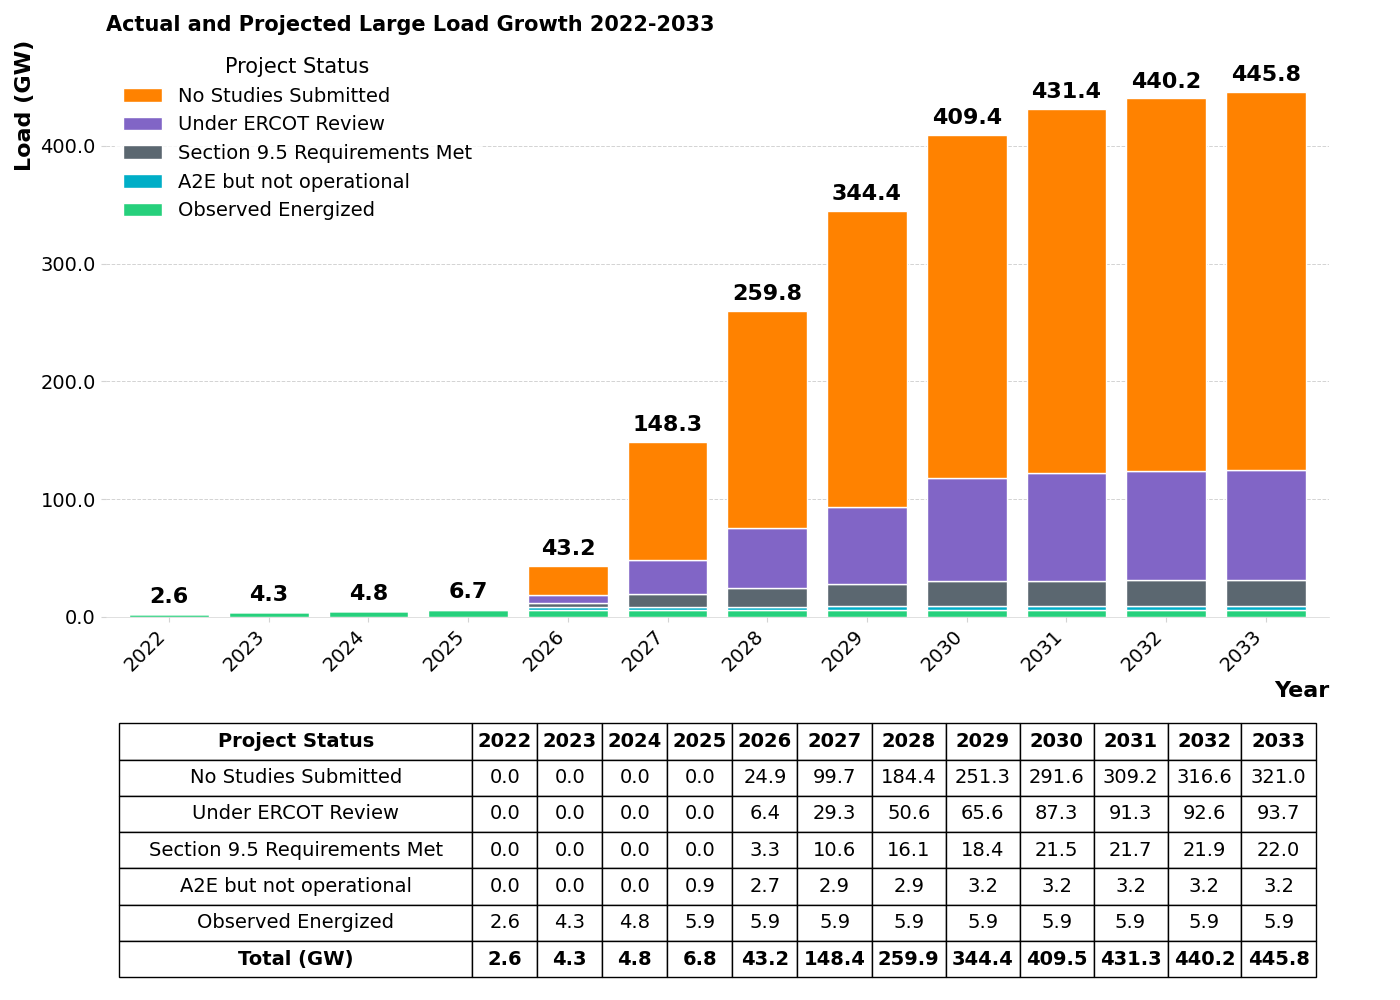 Actual and Projected Large Load Growth 2022-2033
Load (GW)
Project Status
No Studies Submitted
Under ERCOT Review
Section 9.5 Requirements Met
A2E but not operational
Observed Energized
400.0
300.0
200.0
100.0
0.0
2.6
4.3
4.8
6.7
43.2
148.3
259.8
344.4
409.4
431.4
440.2
445.8
2022 2023 2024 2025 2026 2027 2028 2029 2030 2031 2032 2033
Year
Project Status 2022 2023 2024 2025 2026 2027 2028 2029 2030 2031 2032 2033
No Studies Submitted 0.0 0.0 0.0 0.0 24.9 99.7 184.4 251.3 291.6 309.2 316.6 321.0
Under ERCOT Review 0.0 0.0 0.0 0.0 6.4 29.3 50.6 65.6 87.3 91.3 92.6 93.7
Section 9.5 Requirements Met 0.0 0.0 0.0 0.0 3.3 10.6 16.1 18.4 21.5 21.7 21.9 22.0
A2E but not operational 0.0 0.0 0.0 0.9 2.7 2.9 2.9 3.2 3.2 3.2 3.2 3.2
Observed Energized 2.6 4.3 4.8 5.9 5.9 5.9 5.9 5.9 5.9 5.9 5.9 5.9
Total (GW) 2.6 4.3 4.8 6.8 43.2 148.4 259.9 344.4 409.5 431.3 440.2 445.8